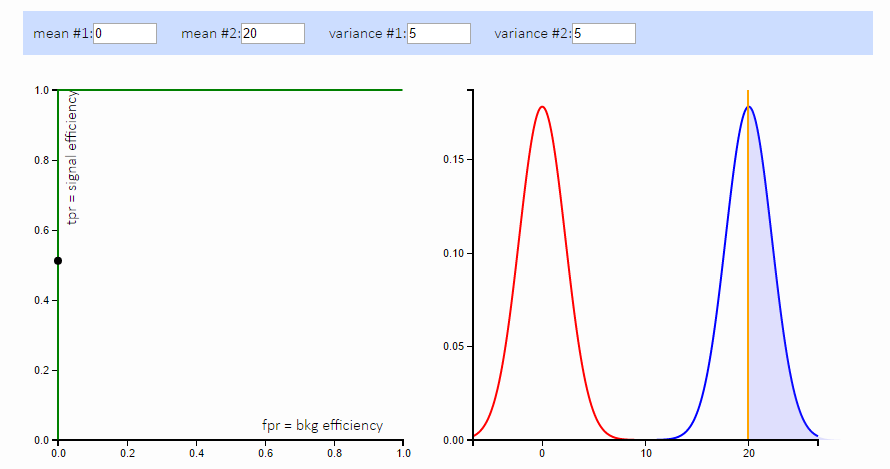 mean #1: 0 mean #2: 20 variance #1: 5 variance #2: 5
tpr = signal efficiency
1.0
0.8
0.6
0.4
0.2
0.0
fpr = bkg efficiency
0.0 0.2 0.4 0.6 0.8 1.0
0.15
0.10
0.05
0.00
0 10 20